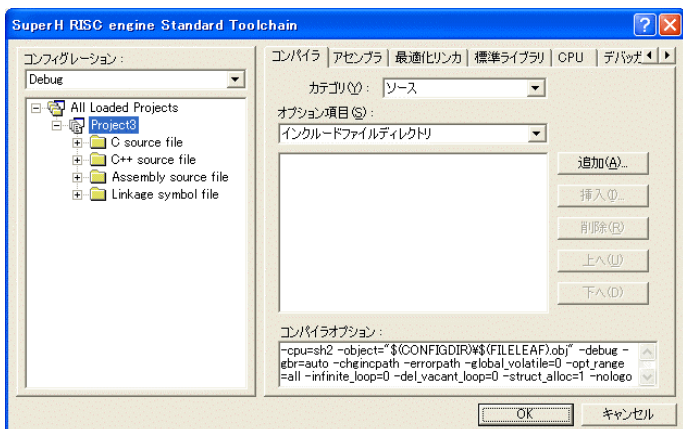 SuperH RISC engine Standard Toolchain
コンフィグレーション :
Debug
All Loaded Projects
Project3
C source file
C++ source file
Assembly source file
Linkage symbol file
コンパイラ アセンブラ 最適化リンカ 標準ライブラリ CPU デバッガ
カテゴリ(Y) : ソース
オプション項目(S) :
インクルードファイルディレクトリ
追加(A)...
挿入(I)...
削除(R)
上へ(U)
下へ(D)
コンパイラオプション :
-cpu=sh2 -object="$(CONFIGDIR)¥$(FILELEAF).obj" -debug -
gbr=auto -chgincpath -errorpath -global_volatile=0 -opt_range
=all -infinite_loop=0 -del_vacant_loop=0 -struct_alloc=1 -nologo
OK キャンセル